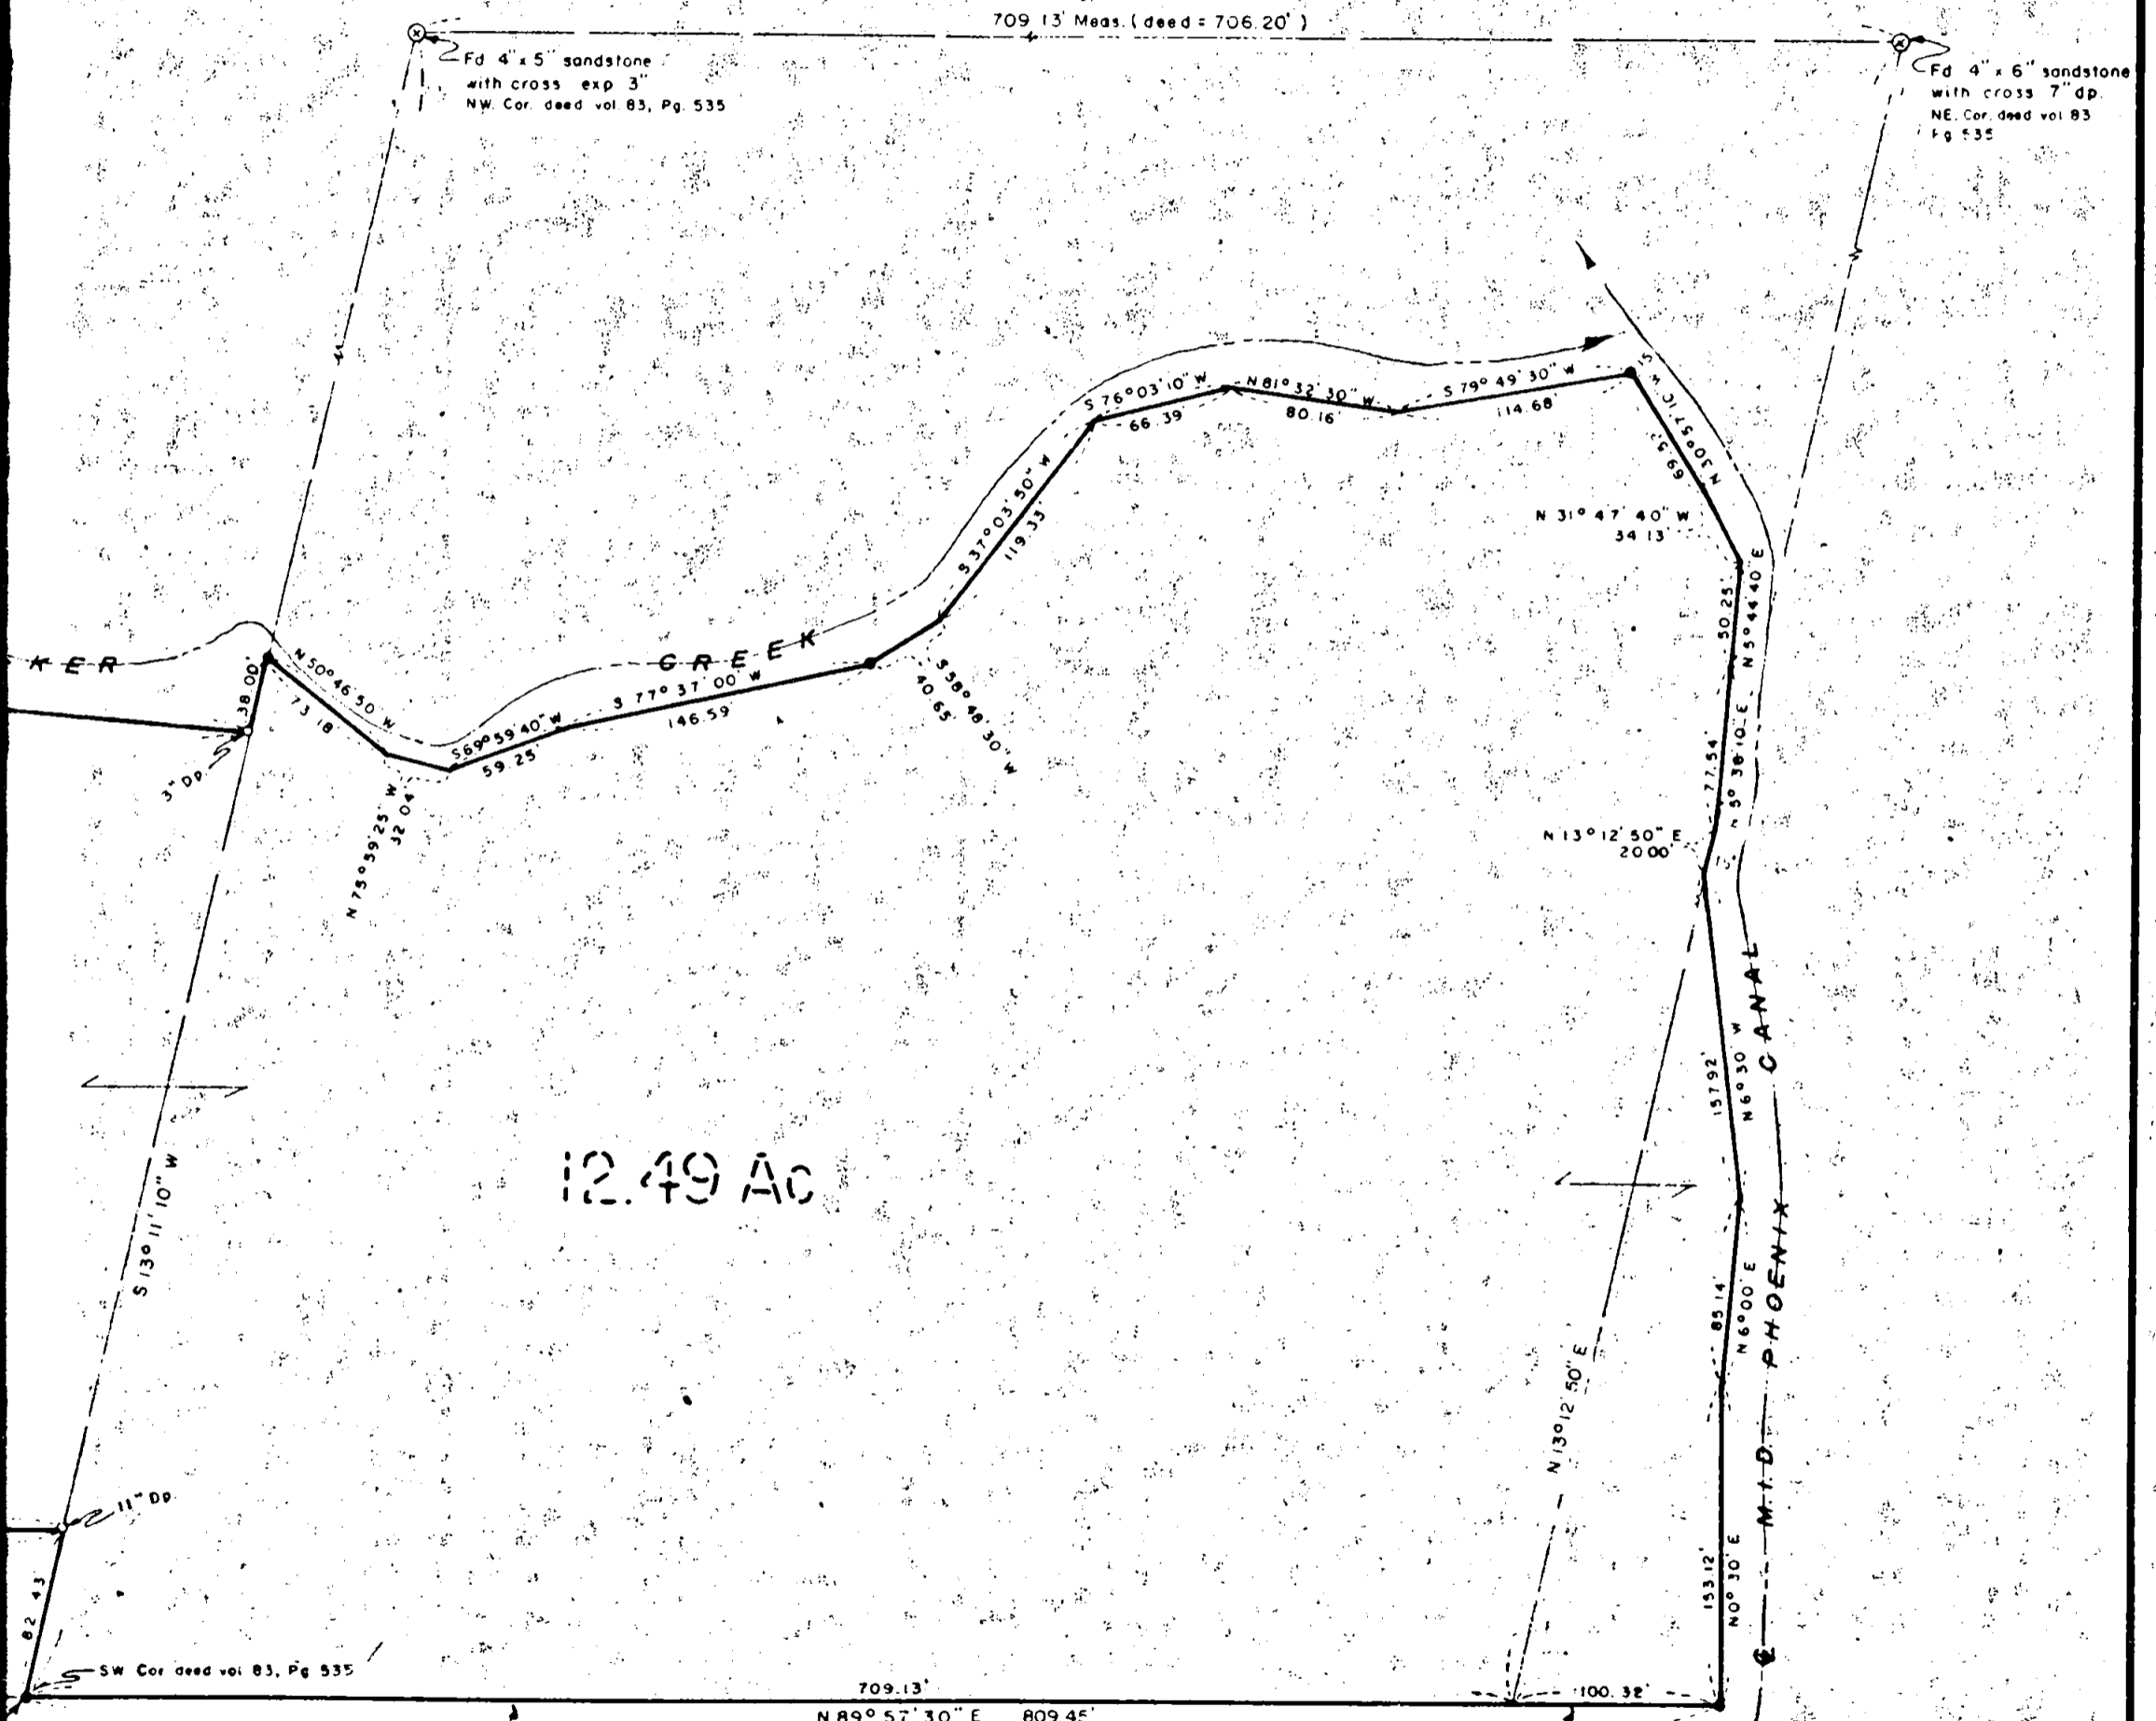 709.13' Meas. ( deed = 706.20' )
Fd 4" x 5" sandstone
with cross exp 3"
NW. Cor. deed vol. 83, Pg. 535
Fd 4" x 6" sandstone
with cross 7" dp.
NE. Cor. deed vol 83
Pg 535
S 76° 03' 10" W
66.39
N 81° 32' 30" W
80.16'
S 79° 49' 30" W
114.68'
15
N 30° 57' 10" W
69.52
N 31° 47' 40" W
34.13'
S 37° 03' 50" W
119.33'
50.25'
N 5° 44' 40" E
KER
CREEK
38.00'
N 50° 46' 50" W
73.18
S 69° 59' 40" W
59.25'
S 77° 37' 00" W
146.59
S 58° 48' 30" W
40.65'
3" Dp.
N 75° 59' 25" W
32.04'
77.54'
N 5° 38' 10" E
N 13° 12' 50" E
20.00'
157.92'
N 6° 30' W
M.I.D. PHOENIX CANAL
S 13° 11' 10" W
12.49 Ac
85.14'
N 6° 00' E
N 13° 12' 50" E
11" Dp.
153.12'
N 0° 30' E
82.43
SW Cor deed vol 83, Pg 535
709.13'
100.32'
N 89° 57' 30" E 809.45'